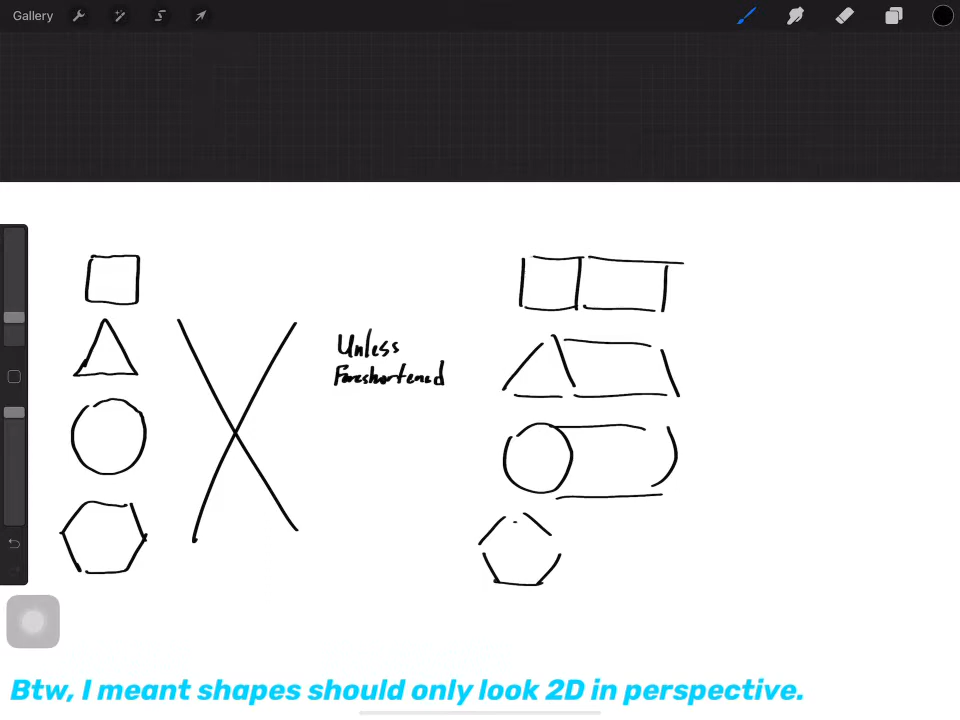 Gallery
Unless
Foreshortened
Btw, I meant shapes should only look 2D in perspective.